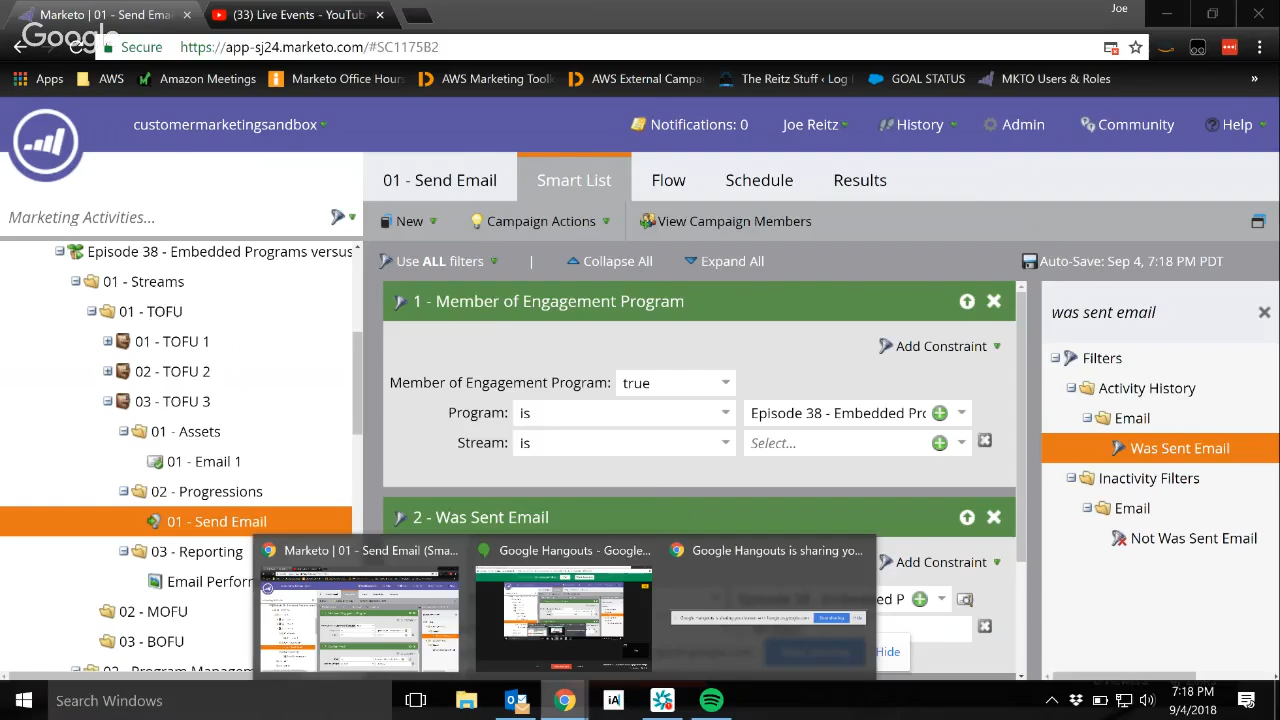 Marketo | 01 - Send Emai
(33) Live Events - YouTub
Joe
Google
Secure
https://app-sj24.marketo.com/#SC1175B2
Apps
AWS
Amazon Meetings
Marketo Office Hour
AWS Marketing Toolk
AWS External Campa
The Reitz Stuff ‹ Log
GOAL STATUS
MKTO Users & Roles
»
customermarketingsandbox
Notifications: 0
Joe Reitz
History
Admin
Community
Help
01 - Send Email
Smart List
Flow
Schedule
Results
Marketing Activities...
New
Campaign Actions
View Campaign Members
Episode 38 - Embedded Programs versus
01 - Streams
01 - TOFU
01 - TOFU 1
02 - TOFU 2
03 - TOFU 3
01 - Assets
01 - Email 1
02 - Progressions
01 - Send Email
03 - Reporting
Email Perform
02 - MOFU
03 - BOFU
Use ALL filters
|
Collapse All
Expand All
Auto-Save: Sep 4, 7:18 PM PDT
1 - Member of Engagement Program
Add Constraint
Member of Engagement Program:
true
Program:
is
Episode 38 - Embedded Pro
Stream:
is
Select...
2 - Was Sent Email
Add Constraint
ed P
Hide
was sent email
Filters
Activity History
Email
Was Sent Email
Inactivity Filters
Email
Not Was Sent Email
Marketo | 01 - Send Email (Sma...
Google Hangouts - Google...
Google Hangouts is sharing yo...
Search Windows
iA
7:18 PM
9/4/2018